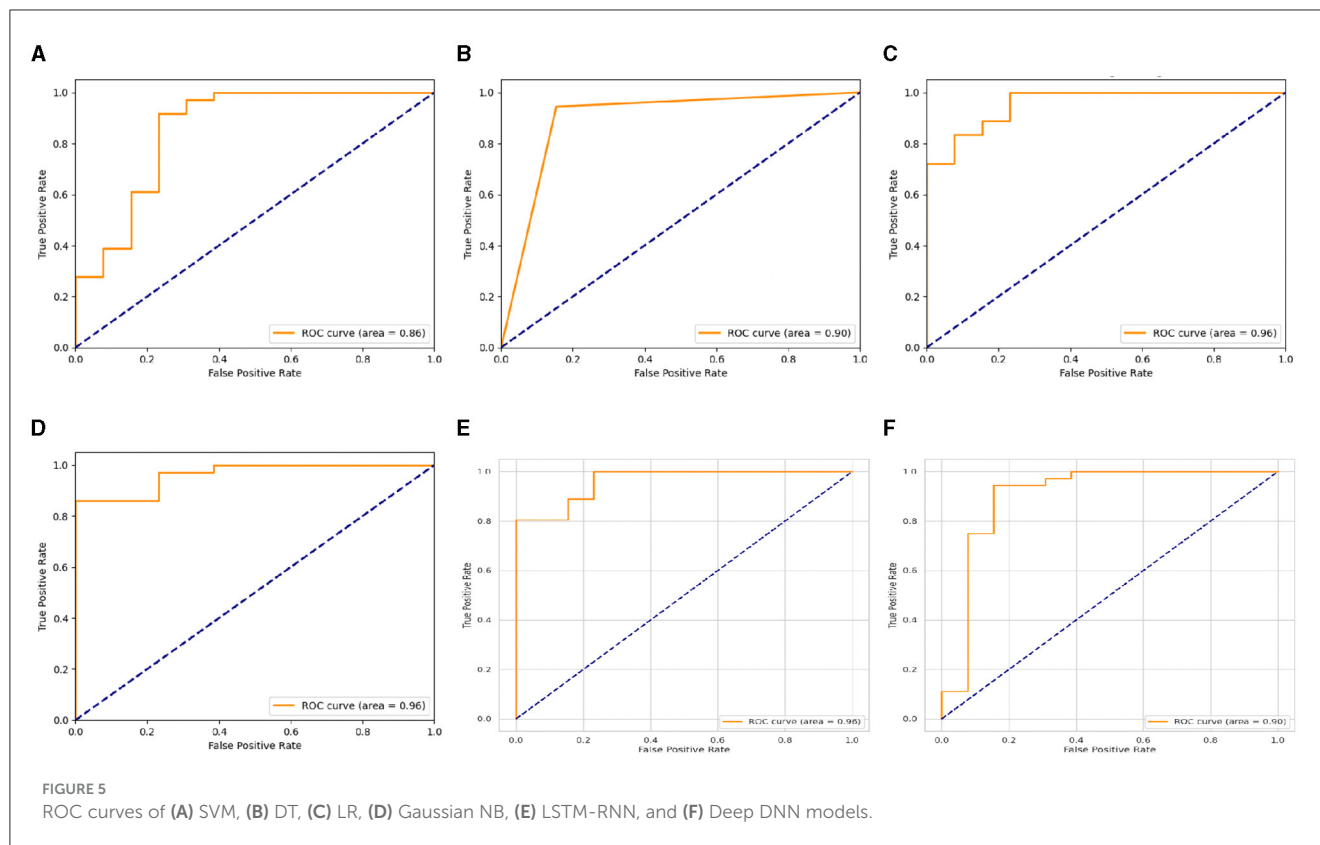 A
1.0
0.8
0.6
0.4
0.2
0.0
True Positive Rate
ROC curve (area = 0.86)
0.0 0.2 0.4 0.6 0.8 1.0
False Positive Rate
B
1.0
0.8
0.6
0.4
0.2
0.0
True Positive Rate
ROC curve (area = 0.90)
0.0 0.2 0.4 0.6 0.8 1.0
False Positive Rate
C
1.0
0.8
0.6
0.4
0.2
0.0
True Positive Rate
ROC curve (area = 0.96)
0.0 0.2 0.4 0.6 0.8 1.0
False Positive Rate
D
1.0
0.8
0.6
0.4
0.2
0.0
True Positive Rate
ROC curve (area = 0.96)
0.0 0.2 0.4 0.6 0.8 1.0
False Positive Rate
E
1.0
0.8
0.6
0.4
0.2
0.0
True Positive Rate
ROC curve (area = 0.96)
0.0 0.2 0.4 0.6 0.8 1.0
False Positive Rate
F
1.0
0.8
0.6
0.4
0.2
0.0
True Positive Rate
ROC curve (area = 0.90)
0.0 0.2 0.4 0.6 0.8 1.0
False Positive Rate
FIGURE 5
ROC curves of (A) SVM, (B) DT, (C) LR, (D) Gaussian NB, (E) LSTM-RNN, and (F) Deep DNN models.